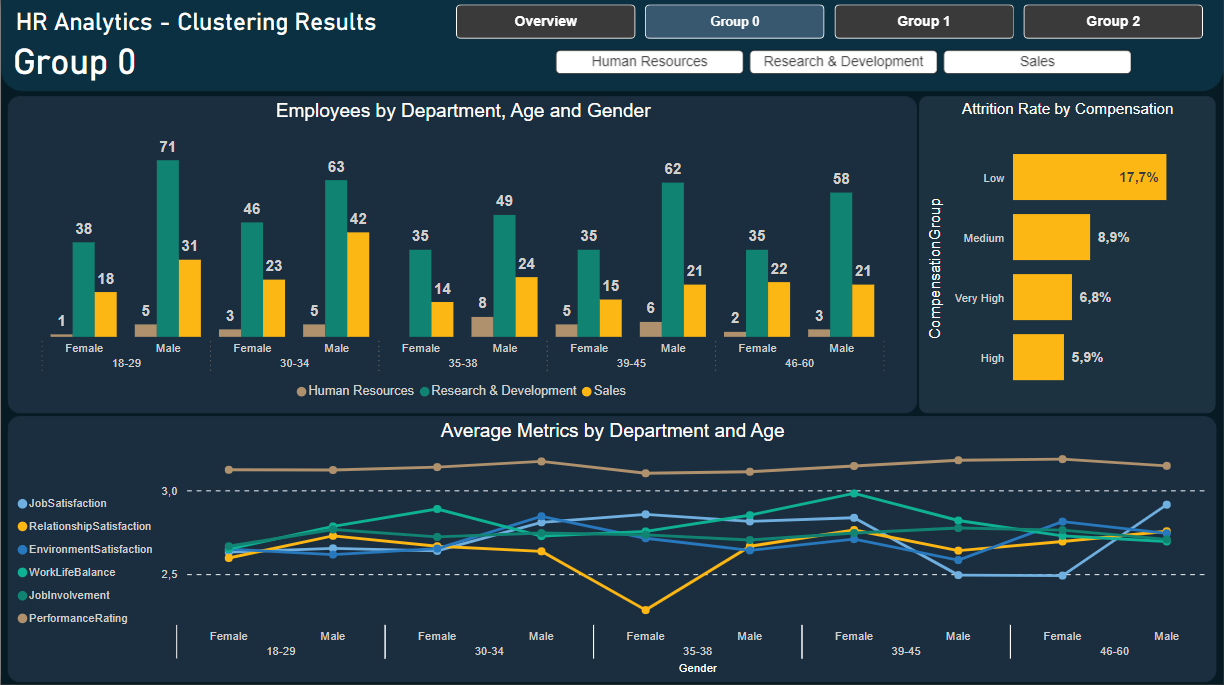 HR Analytics - Clustering Results
Group 0
Overview
Group 0
Group 1
Group 2
Human Resources
Research & Development
Sales
Employees by Department, Age and Gender
1
38
18
5
71
31
3
46
23
5
63
42
35
14
8
49
24
5
35
15
6
62
21
2
35
22
3
58
21
Female Male Female Male Female Male Female Male Female Male
18-29 30-34 35-38 39-45 46-60
Human Resources Research & Development Sales
Attrition Rate by Compensation
CompensationGroup
Low 17,7%
Medium 8,9%
Very High 6,8%
High 5,9%
Average Metrics by Department and Age
JobSatisfaction
RelationshipSatisfaction
EnvironmentSatisfaction
WorkLifeBalance
JobInvolvement
PerformanceRating
3,0
2,5
Female Male Female Male Female Male Female Male Female Male
18-29 30-34 35-38 39-45 46-60
Gender